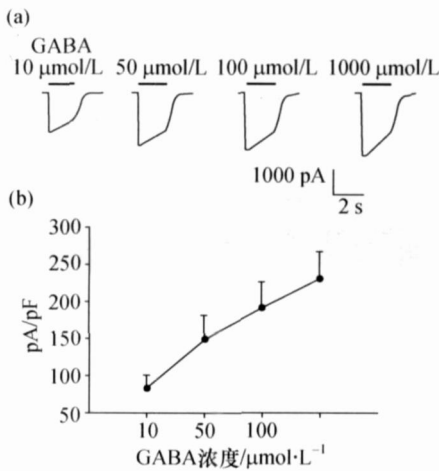 (a)
GABA
10 μmol/L 50 μmol/L 100 μmol/L 1000 μmol/L
1000 pA
2 s
(b)
300
250
200
150
100
50
pA/pF
10 50 100
GABA浓度/μmol·L⁻¹